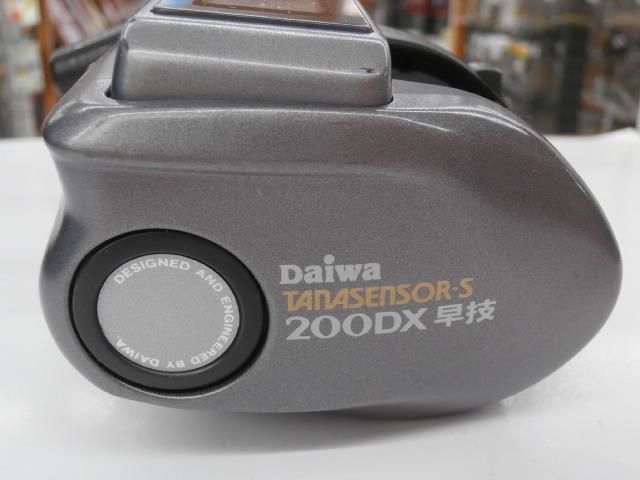 DESIGNED AND ENGINEERED BY DAIWA
Daiwa
TANASENSOR-S
200DX 早技